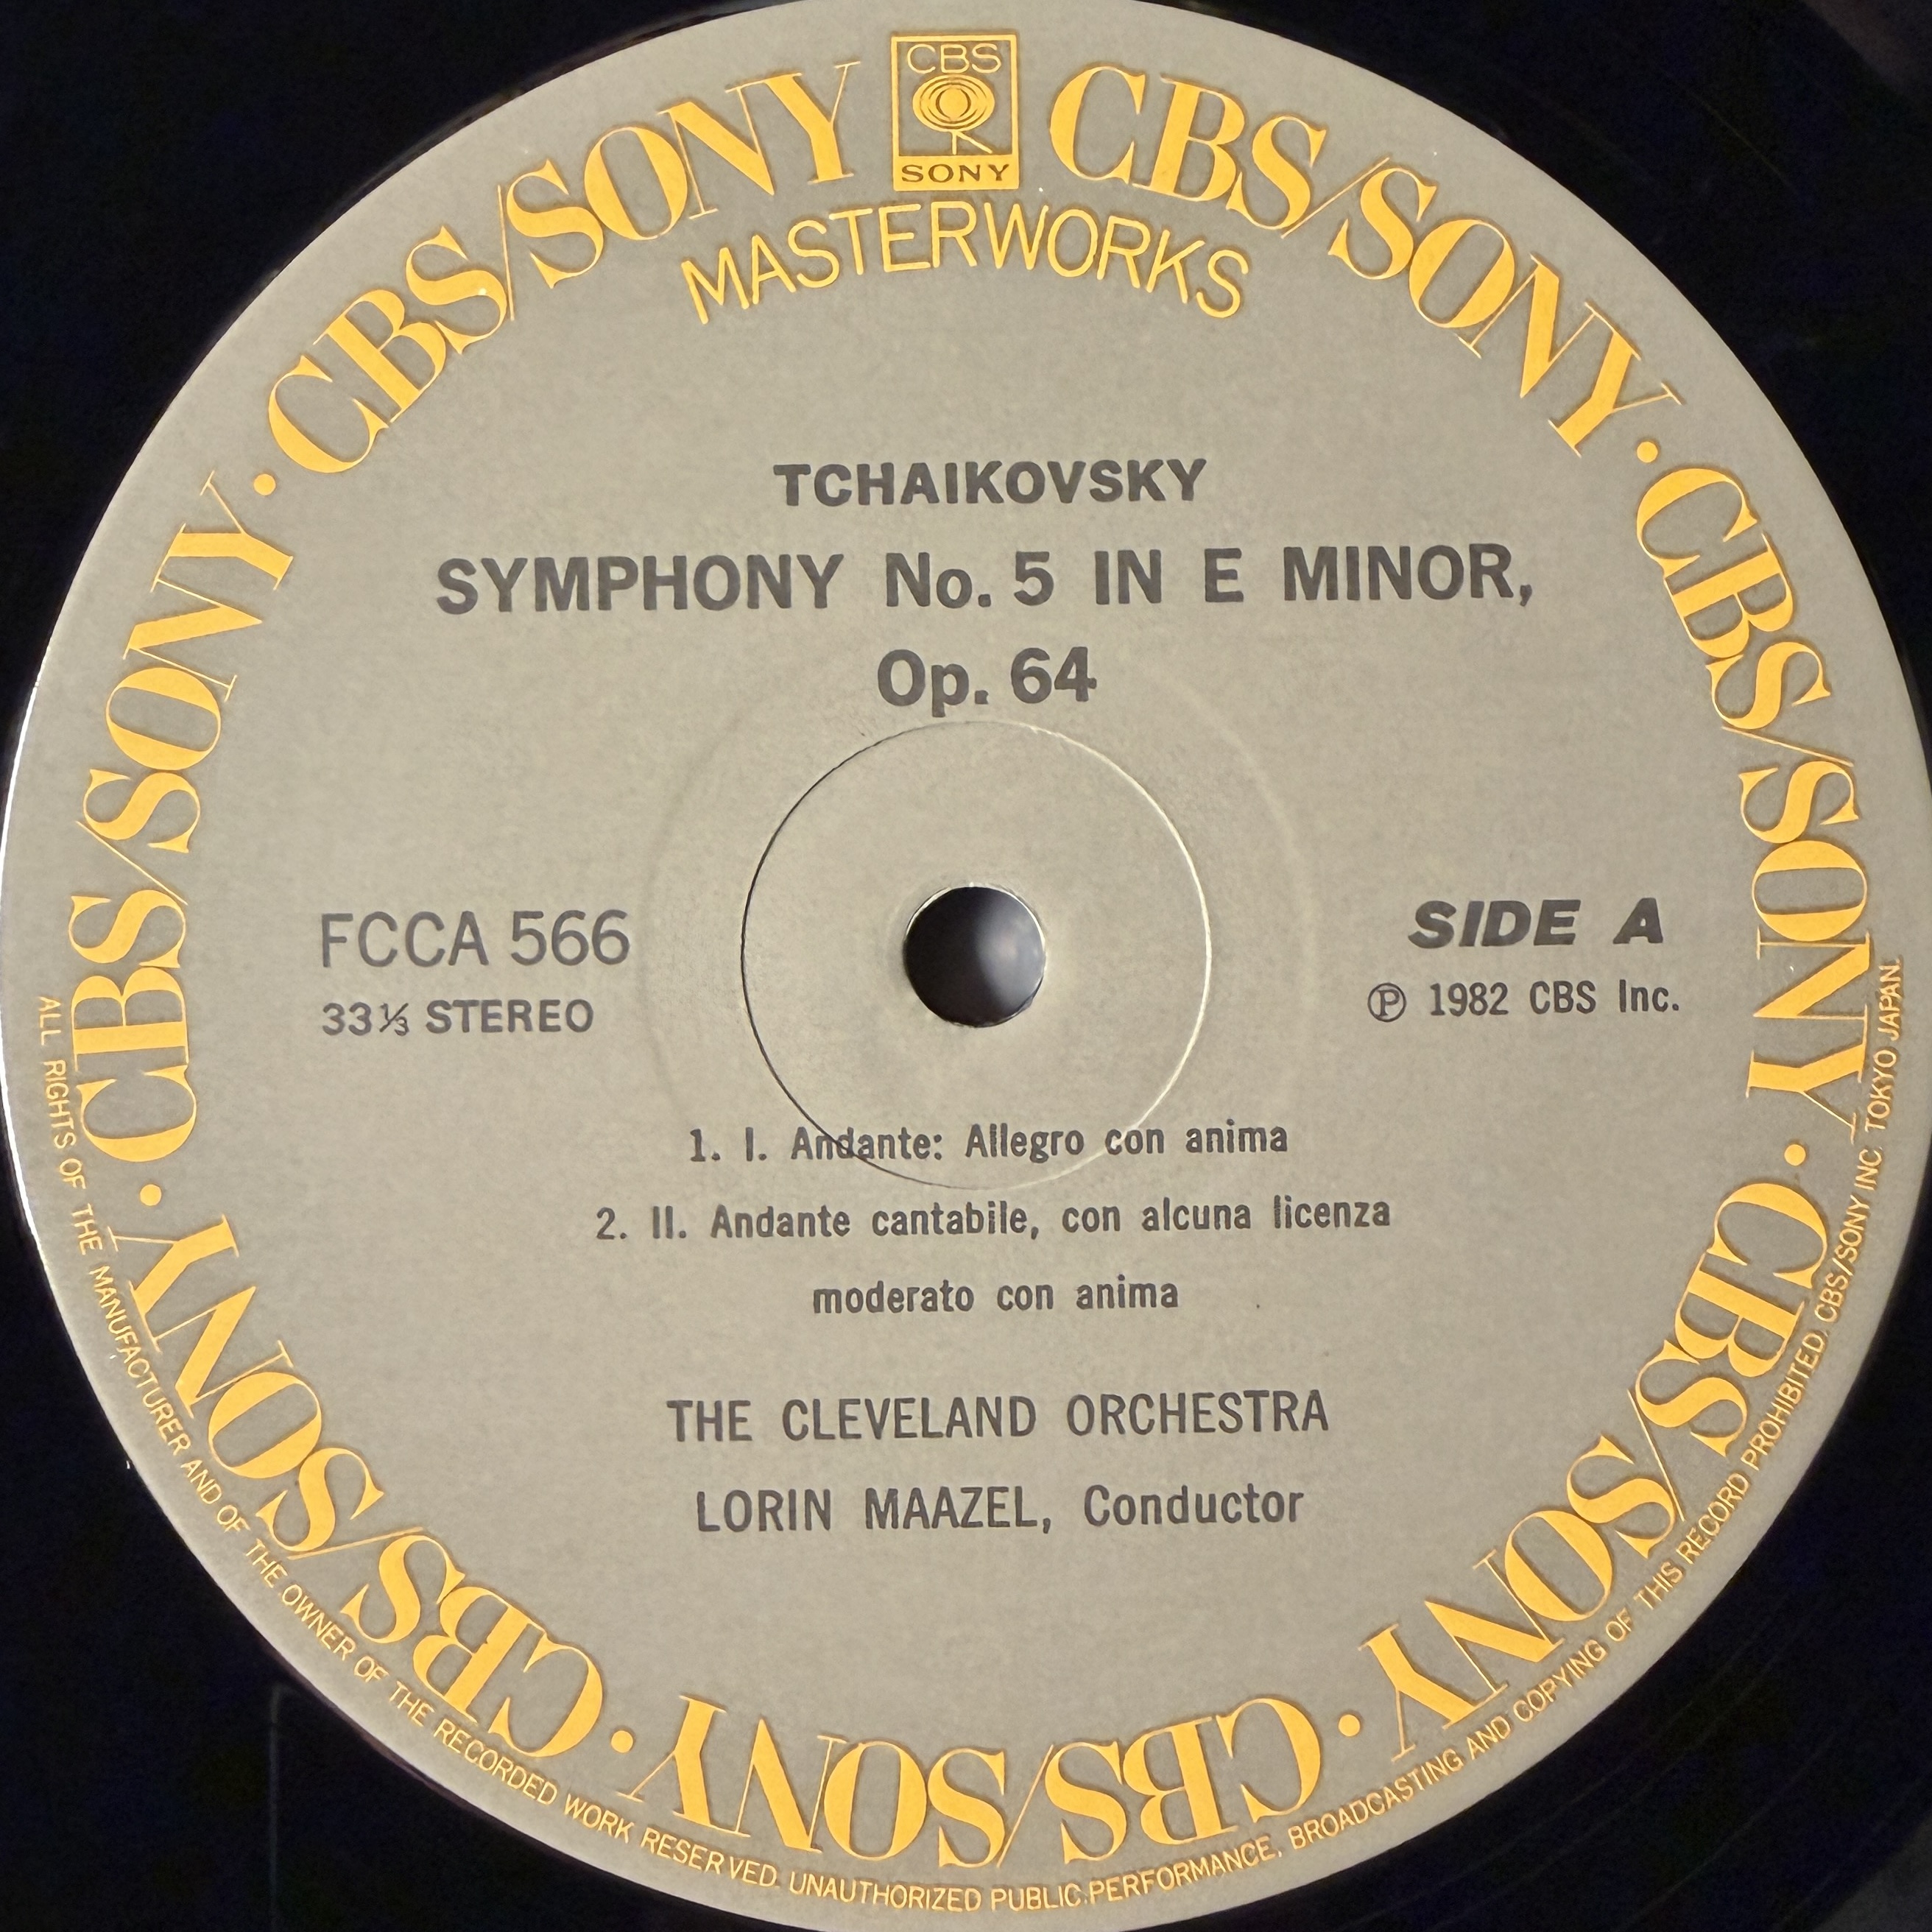 CBS
SONY
CBS/SONY · CBS/SONY · CBS/SONY · CBS/SONY · CBS/SONY · CBS/SONY · CBS/SONY · CBS/SONY
MASTERWORKS
TCHAIKOVSKY
SYMPHONY No. 5 IN E MINOR,
Op. 64
FCCA 566
33⅓ STEREO
SIDE A
Ⓟ 1982 CBS Inc.
1. I. Andante: Allegro con anima
2. II. Andante cantabile, con alcuna licenza
moderato con anima
THE CLEVELAND ORCHESTRA
LORIN MAAZEL, Conductor
ALL RIGHTS OF THE MANUFACTURER AND OF THE OWNER OF THE RECORDED WORK RESERVED. UNAUTHORIZED PUBLIC.PERFORMANCE, BROADCASTING AND COPYING OF THIS RECORD PROHIBITED. CBS/SONY INC. TOKYO JAPAN.